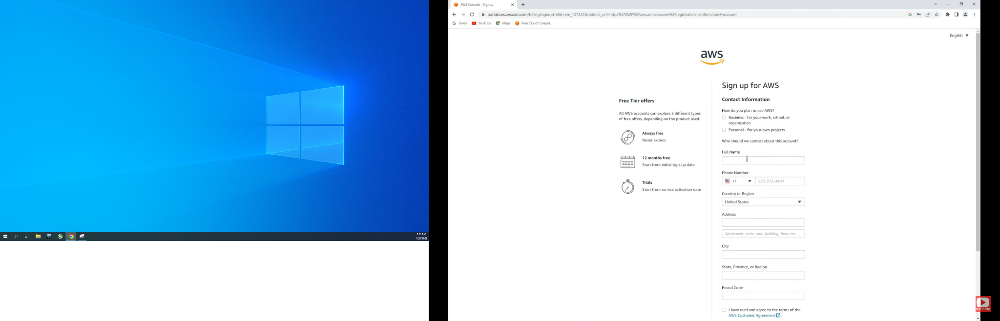 5:21 PM
1/29/2023
AWS Console - Signup
portal.aws.amazon.com/billing/signup?refid=em_127222&redirect_url=https%3A%2F%2Faws.amazon.com%2Fregistration-confirmation#/account
Gmail
YouTube
Maps
Free Cloud Comput...
English
aws
Free Tier offers
All AWS accounts can explore 3 different types
of free offers, depending on the product used.
Always free
Never expires
12 months free
Start from initial sign-up date
Trials
Start from service activation date
Sign up for AWS
Contact Information
How do you plan to use AWS?
Business - for your work, school, or
organization
Personal - for your own projects
Who should we contact about this account?
Full Name
Phone Number
+1
222-333-4444
Country or Region
United States
Address
Apartment, suite, unit, building, floor, etc.
City
State, Province, or Region
Postal Code
I have read and agree to the terms of the
AWS Customer Agreement.
SUBSCRIBE